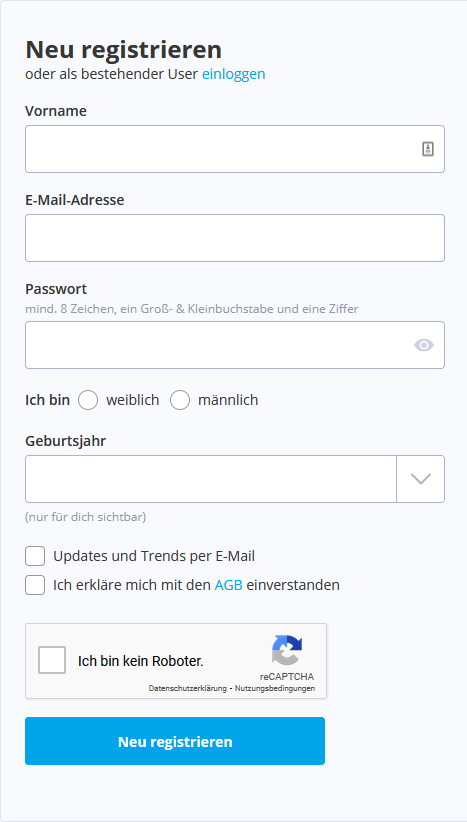 Neu registrieren
oder als bestehender User einloggen
Vorname
E-Mail-Adresse
Passwort
mind. 8 Zeichen, ein Groß- & Kleinbuchstabe und eine Ziffer
Ich bin weiblich männlich
Geburtsjahr
(nur für dich sichtbar)
Updates und Trends per E-Mail
Ich erkläre mich mit den AGB einverstanden
Ich bin kein Roboter.
reCAPTCHA
Datenschutzerklärung - Nutzungsbedingungen
Neu registrieren